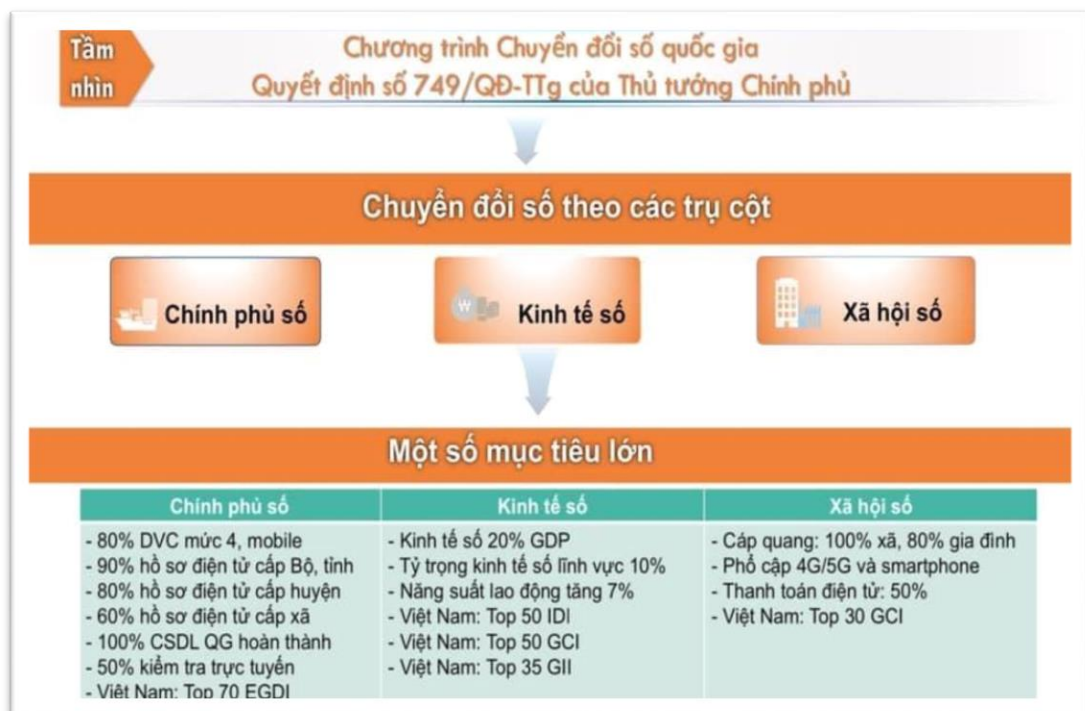 Tầm
nhìn
Chương trình Chuyển đổi số quốc gia
Quyết định số 749/QĐ-TTg của Thủ tướng Chính phủ
Chuyển đổi số theo các trụ cột
Chính phủ số
Kinh tế số
Xã hội số
Một số mục tiêu lớn
Chính phủ số
- 80% DVC mức 4, mobile
- 90% hồ sơ điện tử cấp Bộ, tỉnh
- 80% hồ sơ điện tử cấp huyện
- 60% hồ sơ điện tử cấp xã
- 100% CSDL QG hoàn thành
- 50% kiểm tra trực tuyến
- Việt Nam: Top 70 EGDI
Kinh tế số
- Kinh tế số 20% GDP
- Tỷ trọng kinh tế số lĩnh vực 10%
- Năng suất lao động tăng 7%
- Việt Nam: Top 50 IDI
- Việt Nam: Top 50 GCI
- Việt Nam: Top 35 GII
Xã hội số
- Cáp quang: 100% xã, 80% gia đình
- Phổ cập 4G/5G và smartphone
- Thanh toán điện tử: 50%
- Việt Nam: Top 30 GCI